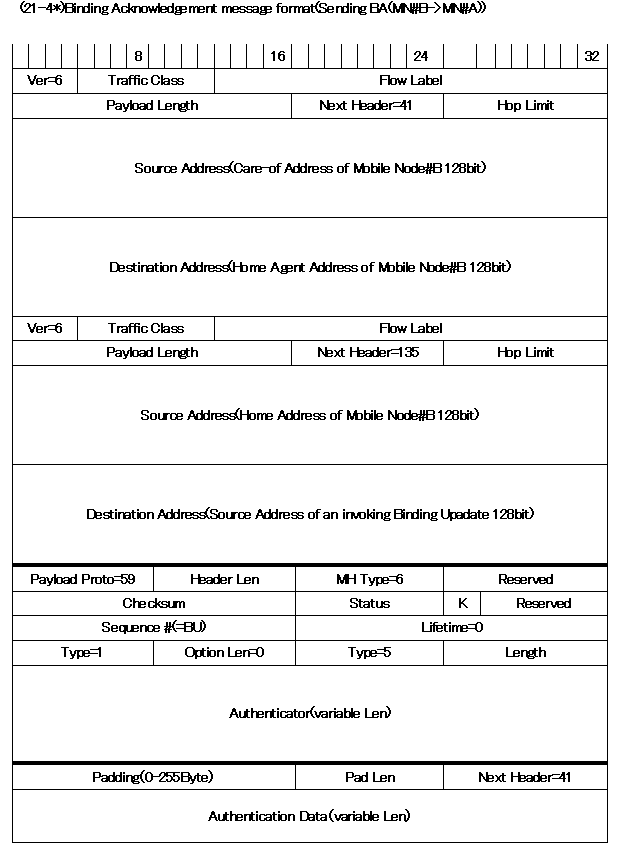 (21-4*)Binding Acknowledgement message format(Sending BA(MN#B->MN#A))
8 16 24 32
Ver=6 Traffic Class Flow Label
Payload Length Next Header=41 Hop Limit
Source Address(Care-of Address of Mobile Node#B 128bit)
Destination Address(Home Agent Address of Mobile Node#B 128bit)
Ver=6 Traffic Class Flow Label
Payload Length Next Header=135 Hop Limit
Source Address(Home Address of Mobile Node#B 128bit)
Destination Address(Source Address of an invoking Binding Upadate 128bit)
Payload Proto=59 Header Len MH Type=6 Reserved
Checksum Status K Reserved
Sequence #(=BU) Lifetime=0
Type=1 Option Len=0 Type=5 Length
Authenticator(variable Len)
Padding(0-255Byte) Pad Len Next Header=41
Authentication Data(variable Len)